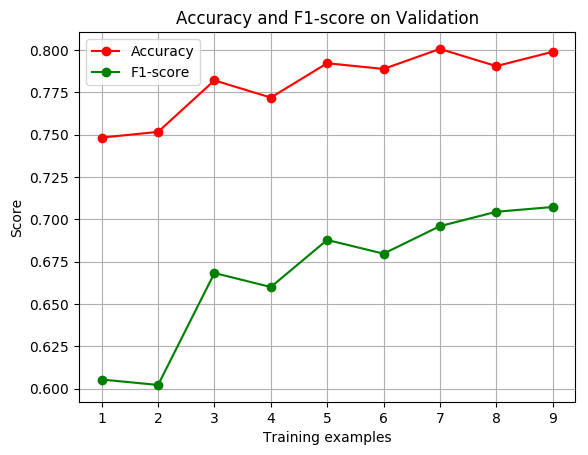 Accuracy and F1-score on Validation
Accuracy
F1-score
0.800
0.775
0.750
0.725
0.700
0.675
0.650
0.625
0.600
Score
1 2 3 4 5 6 7 8 9
Training examples